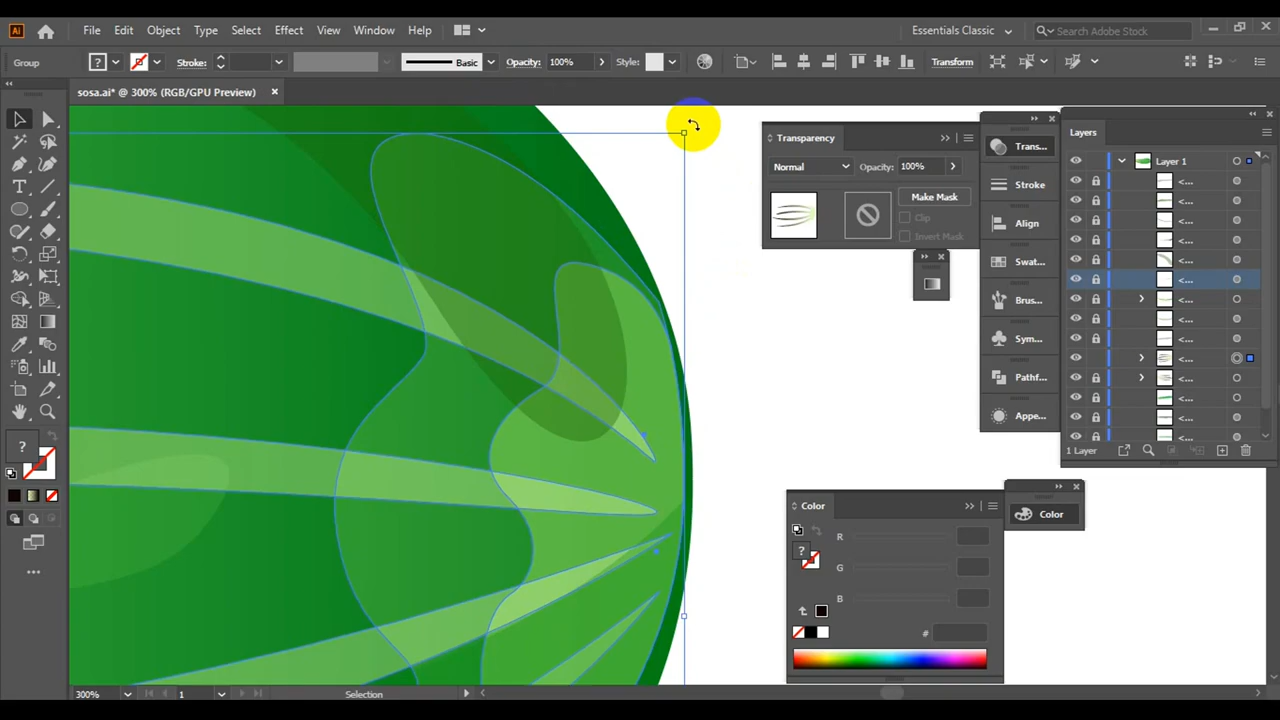 Ai File Edit Object Type Select Effect View Window Help Essentials Classic Search Adobe Stock
Group ? Stroke: Basic Opacity: 100% Style: Transform
sosa.ai* @ 300% (RGB/GPU Preview)
Transparency
Normal Opacity: 100%
Make Mask
Clip
Invert Mask
Trans...
Stroke
Align
Swat...
Brus...
Sym...
Pathf...
Appe...
Layers
Layer 1
<...
<...
<...
<...
<...
<...
<...
<...
<...
<...
<...
<...
<...
<...
1 Layer
Color
R
G
B
#
?
Color
?
300% 1 Selection